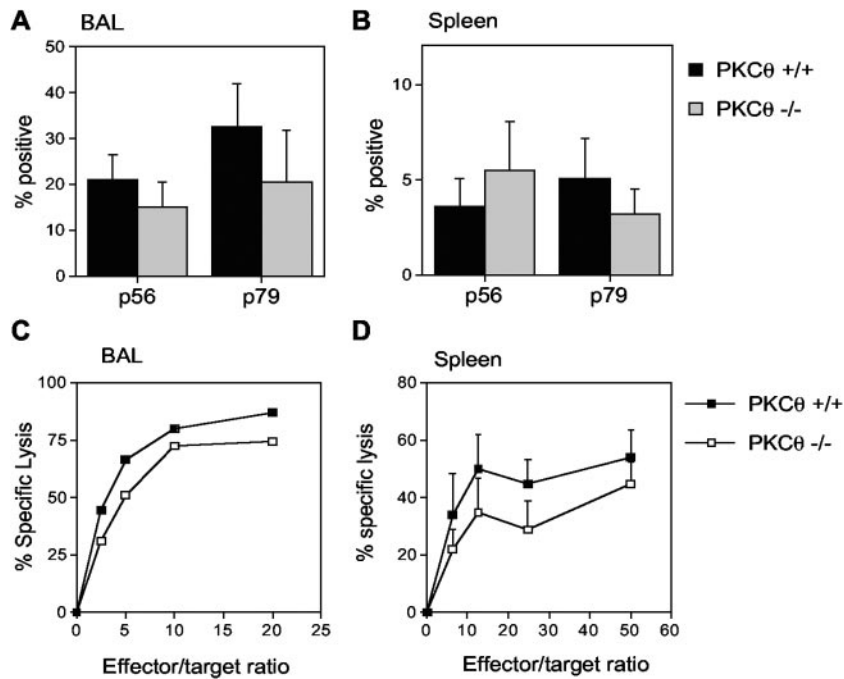 A
BAL
50
40
30
20
10
0
% positive
p56
p79
B
Spleen
10
5
0
% positive
p56
p79
PKCθ +/+
PKCθ -/-
C
BAL
100
75
50
25
0
% Specific Lysis
0 5 10 15 20 25
Effector/target ratio
D
Spleen
80
60
40
20
0
% specific lysis
0 10 20 30 40 50 60
Effector/target ratio
PKCθ +/+
PKCθ -/-